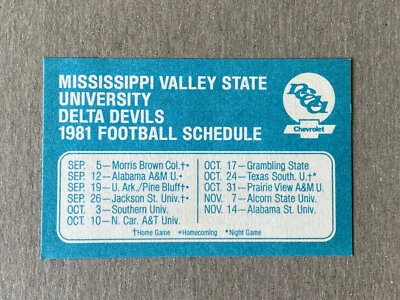 MISSISSIPPI VALLEY STATE
UNIVERSITY
DELTA DEVILS
1981 FOOTBALL SCHEDULE
Chevrolet
SEP. 5—Morris Brown Col.†•
SEP. 12—Alabama A&M U.•
SEP. 19—U. Ark./Pine Bluff†•
SEP. 26—Jackson St. Univ.†•
OCT. 3—Southern Univ.
OCT. 10—N. Car. A&T Univ.
OCT. 17—Grambling State
OCT. 24—Texas South. U.†*
OCT. 31—Prairie View A&M U.
NOV. 7—Alcorn State Univ.
NOV. 14—Alabama St. Univ.
†Home Game *Homecoming •Night Game